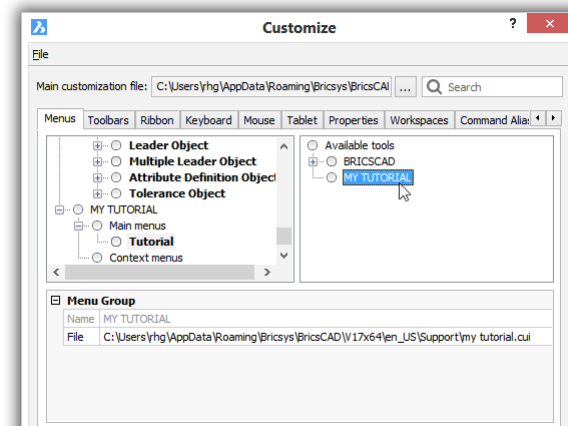 Customize
?
×
File
Main customization file: C:\Users\rhg\AppData\Roaming\Bricsys\BricsCAI ... Search
Menus Toolbars Ribbon Keyboard Mouse Tablet Properties Workspaces Command Alia:
Leader Object
Multiple Leader Object
Attribute Definition Object
Tolerance Object
MY TUTORIAL
Main menus
Tutorial
Context menus
Available tools
BRICSCAD
MY TUTORIAL
Menu Group
Name MY TUTORIAL
File C:\Users\rhg\AppData\Roaming\Bricsys\BricsCAD\V17x64\en_US\Support\my tutorial.cui